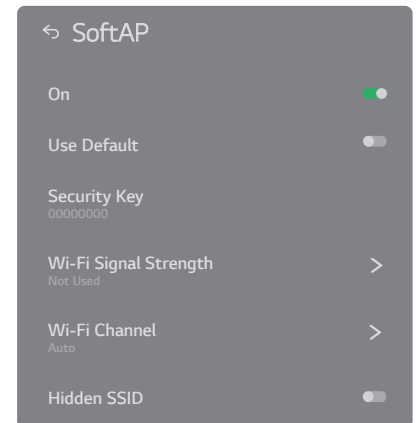 SoftAP
On
Use Default
Security Key
00000000
Wi-Fi Signal Strength
Not Used
Wi-Fi Channel
Auto
Hidden SSID